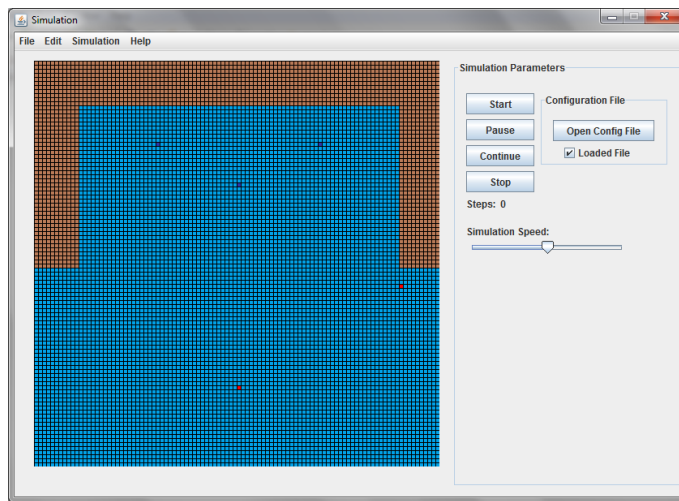 Simulation
File Edit Simulation Help
Simulation Parameters
Start
Pause
Continue
Stop
Configuration File
Open Config File
Loaded File
Steps: 0
Simulation Speed: